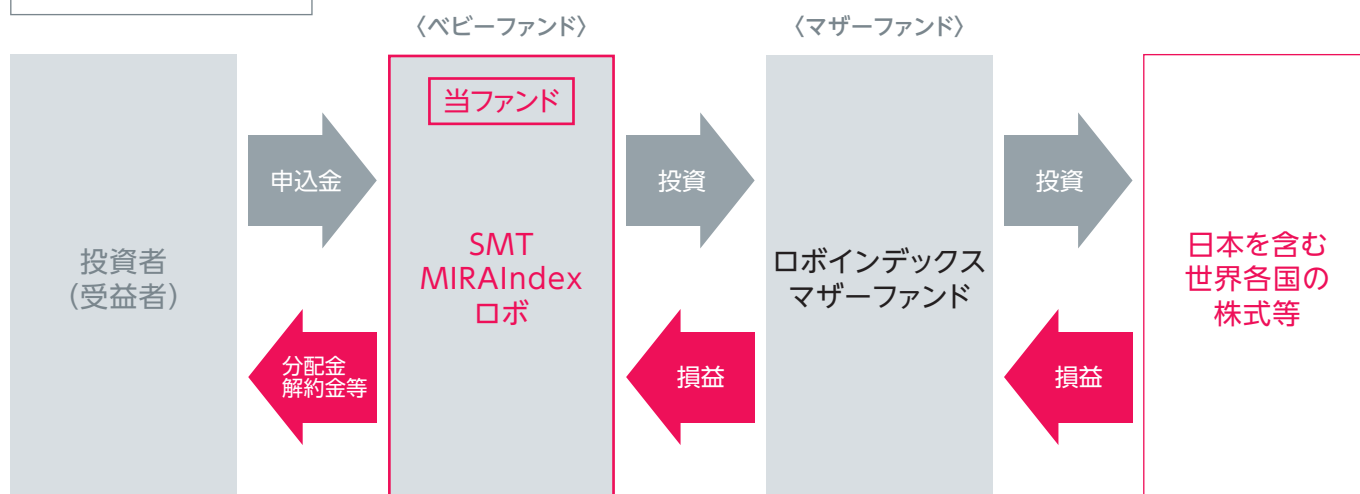 〈ベビーファンド〉
〈マザーファンド〉
当ファンド
申込金
投資
投資
投資者
(受益者)
SMT
MIRAIndex
ロボ
ロボインデックス
マザーファンド
日本を含む
世界各国の
株式等
分配金
解約金等
損益
損益